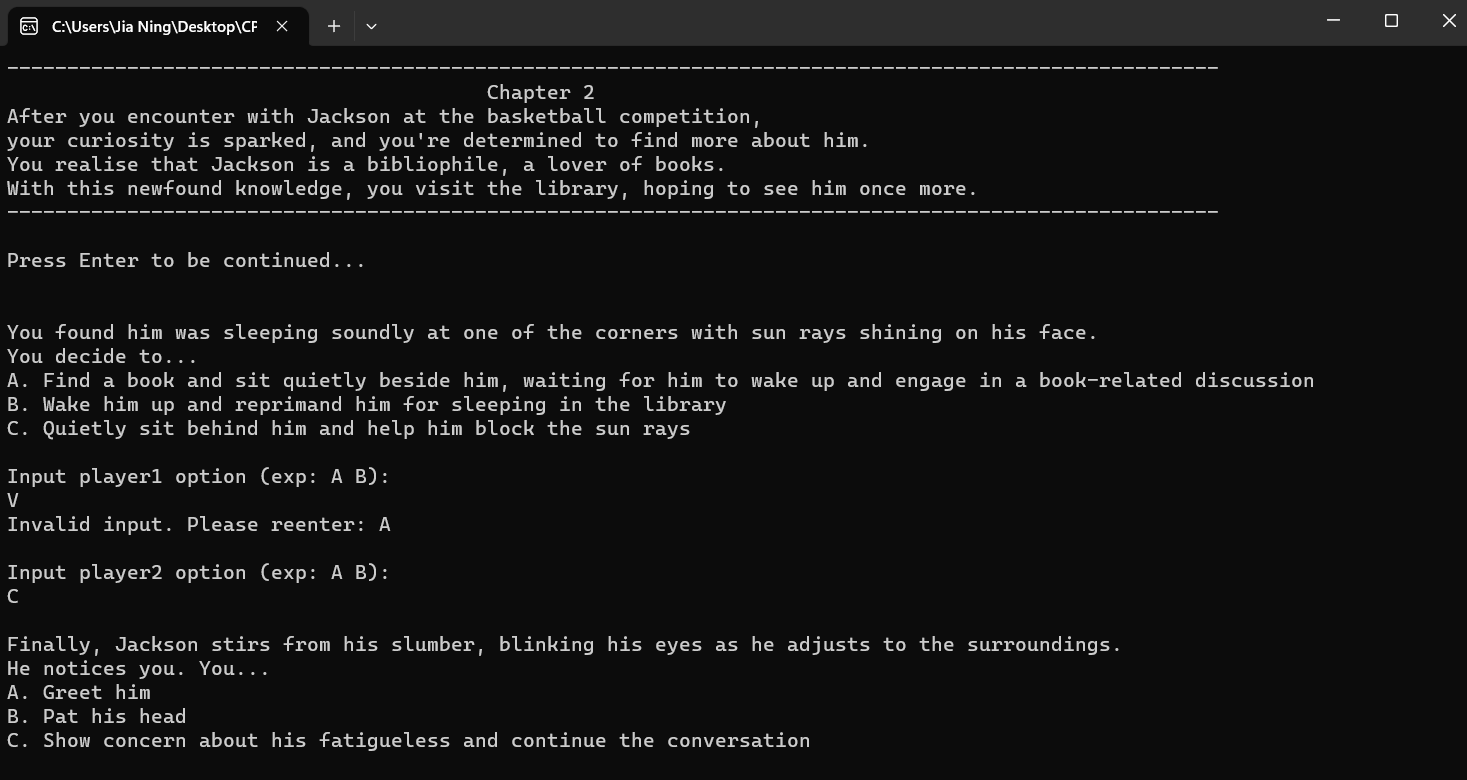 C:\Users\Jia Ning\Desktop\CF
----------------------------------------------------------------------------------------------------- 
Chapter 2
After you encounter with Jackson at the basketball competition,
your curiosity is sparked, and you're determined to find more about him.
You realise that Jackson is a bibliophile, a lover of books.
With this newfound knowledge, you visit the library, hoping to see him once more.
-----------------------------------------------------------------------------------------------------
Press Enter to be continued...
You found him was sleeping soundly at one of the corners with sun rays shining on his face.
You decide to...
A. Find a book and sit quietly beside him, waiting for him to wake up and engage in a book-related discussion
B. Wake him up and reprimand him for sleeping in the library
C. Quietly sit behind him and help him block the sun rays
Input player1 option (exp: A B):
V
Invalid input. Please reenter: A
Input player2 option (exp: A B):
C
Finally, Jackson stirs from his slumber, blinking his eyes as he adjusts to the surroundings.
He notices you. You...
A. Greet him
B. Pat his head
C. Show concern about his fatigueless and continue the conversation